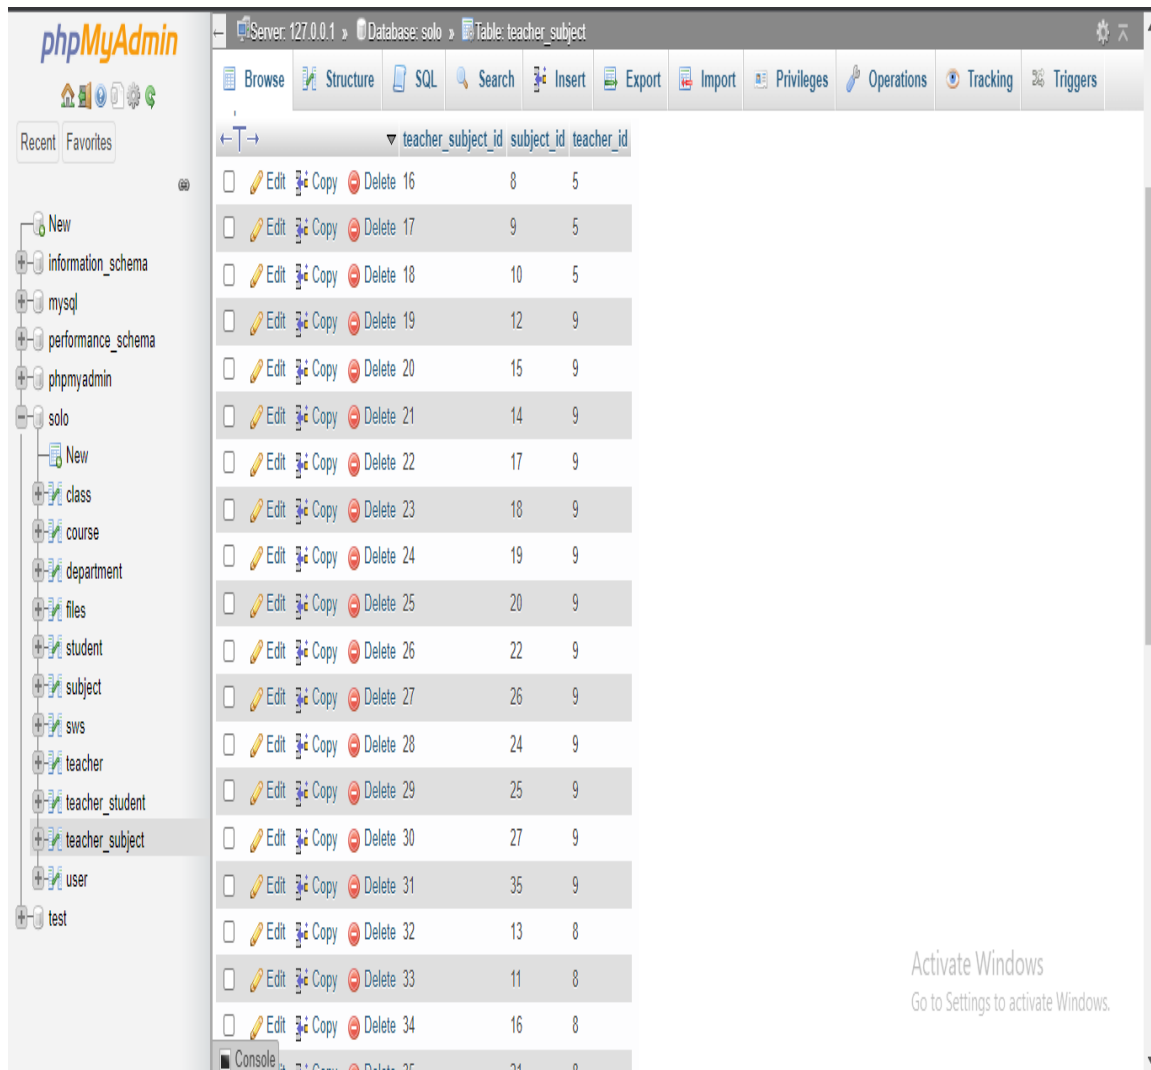 phpMyAdmin
Recent Favorites
New
information_schema
mysql
performance_schema
phpmyadmin
solo
New
class
course
department
files
student
subject
sws
teacher
teacher_student
teacher_subject
user
test
Server: 127.0.0.1 » Database: solo » Table: teacher_subject
Browse Structure SQL Search Insert Export Import Privileges Operations Tracking Triggers
←T→ ▼ teacher_subject_id subject_id teacher_id
Edit Copy Delete 16 8 5
Edit Copy Delete 17 9 5
Edit Copy Delete 18 10 5
Edit Copy Delete 19 12 9
Edit Copy Delete 20 15 9
Edit Copy Delete 21 14 9
Edit Copy Delete 22 17 9
Edit Copy Delete 23 18 9
Edit Copy Delete 24 19 9
Edit Copy Delete 25 20 9
Edit Copy Delete 26 22 9
Edit Copy Delete 27 26 9
Edit Copy Delete 28 24 9
Edit Copy Delete 29 25 9
Edit Copy Delete 30 27 9
Edit Copy Delete 31 35 9
Edit Copy Delete 32 13 8
Edit Copy Delete 33 11 8
Edit Copy Delete 34 16 8
Console
Activate Windows
Go to Settings to activate Windows.